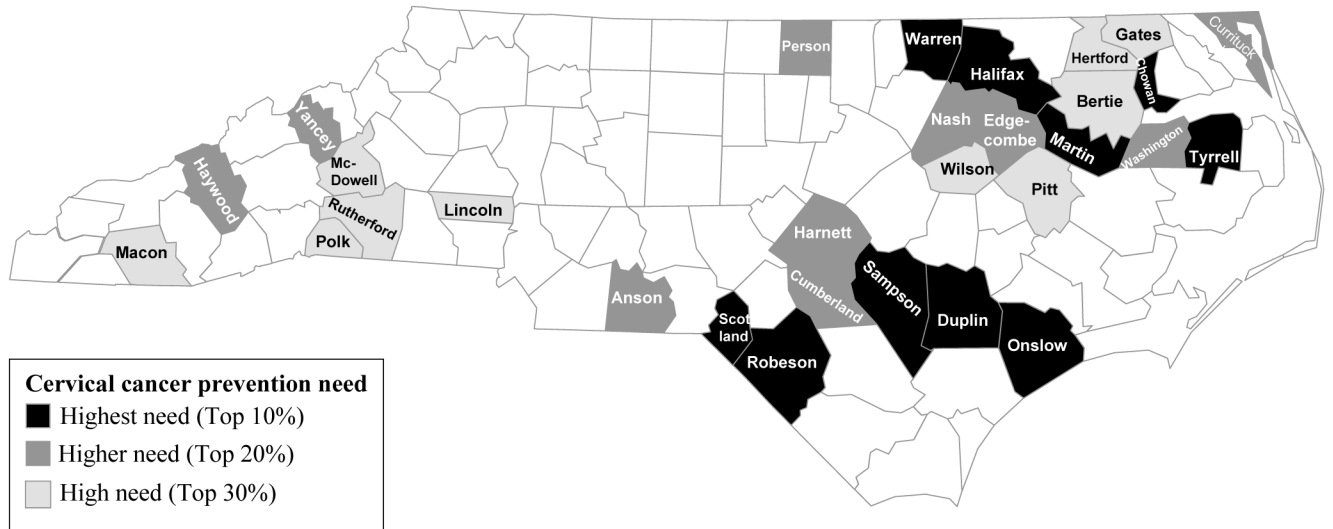 Person
Warren
Halifax
Gates
Hertford
Currituck
Chowan
Bertie
Nash
Edge-
combe
Martin
Washington
Tyrrell
Wilson
Pitt
Yancey
Mc-
Dowell
Haywood
Rutherford
Lincoln
Polk
Macon
Harnett
Cumberland
Sampson
Duplin
Onslow
Anson
Scot
land
Robeson
Cervical cancer prevention need
Highest need (Top 10%)
Higher need (Top 20%)
High need (Top 30%)